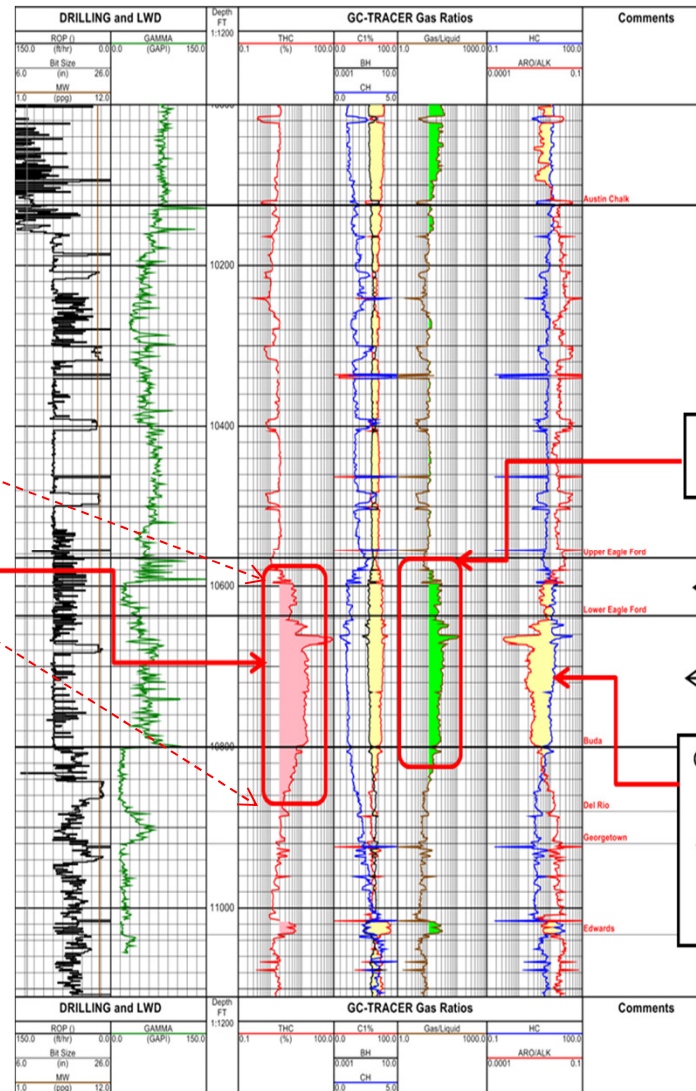 DRILLING and LWD Depth FT GC-TRACER Gas Ratios Comments
1:1200
ROP () GAMMA THC C1% Gas/Liquid HC
150.0 (ft/hr) 0.0 0.0 (GAPI) 150.0 0.1 (%) 100.0 0.1 100.0 1.0 1000.0 0.1 100.0
Bit Size BH ARO/ALK
6.0 (in) 26.0 0.001 10.0 0.0001 0.1
MW CH
1.0 (ppg) 12.0 0.0 5.0
Austin Chalk
10200
10300
10400
10500
Upper Eagle Ford
10600
Lower Eagle Ford
10700
10800 Buda
Del Rio
Georgetown
10900
11000
Edwards
DRILLING and LWD Depth FT GC-TRACER Gas Ratios Comments
1:1200
ROP () GAMMA THC C1% Gas/Liquid HC
150.0 (ft/hr) 0.0 0.0 (GAPI) 150.0 0.1 (%) 100.0 0.1 100.0 1.0 1000.0 0.1 100.0
Bit Size BH ARO/ALK
6.0 (in) 26.0 0.001 10.0 0.0001 0.1
MW CH
1.0 (ppg) 12.0 0.0 5.0